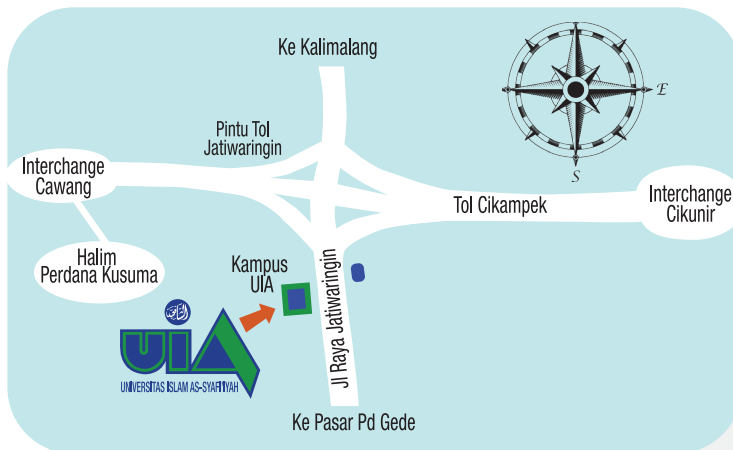 Ke Kalimalang
Pintu Tol
Jatiwaringin
Interchange
Cawang
E
S
Tol Cikampek
Interchange
Cikunir
Halim
Perdana Kusuma
Kampus
UIA
Jl Raya Jatiwaringin
UIA
UNIVERSITAS ISLAM AS-SYAFI'IYAH
Ke Pasar Pd Gede